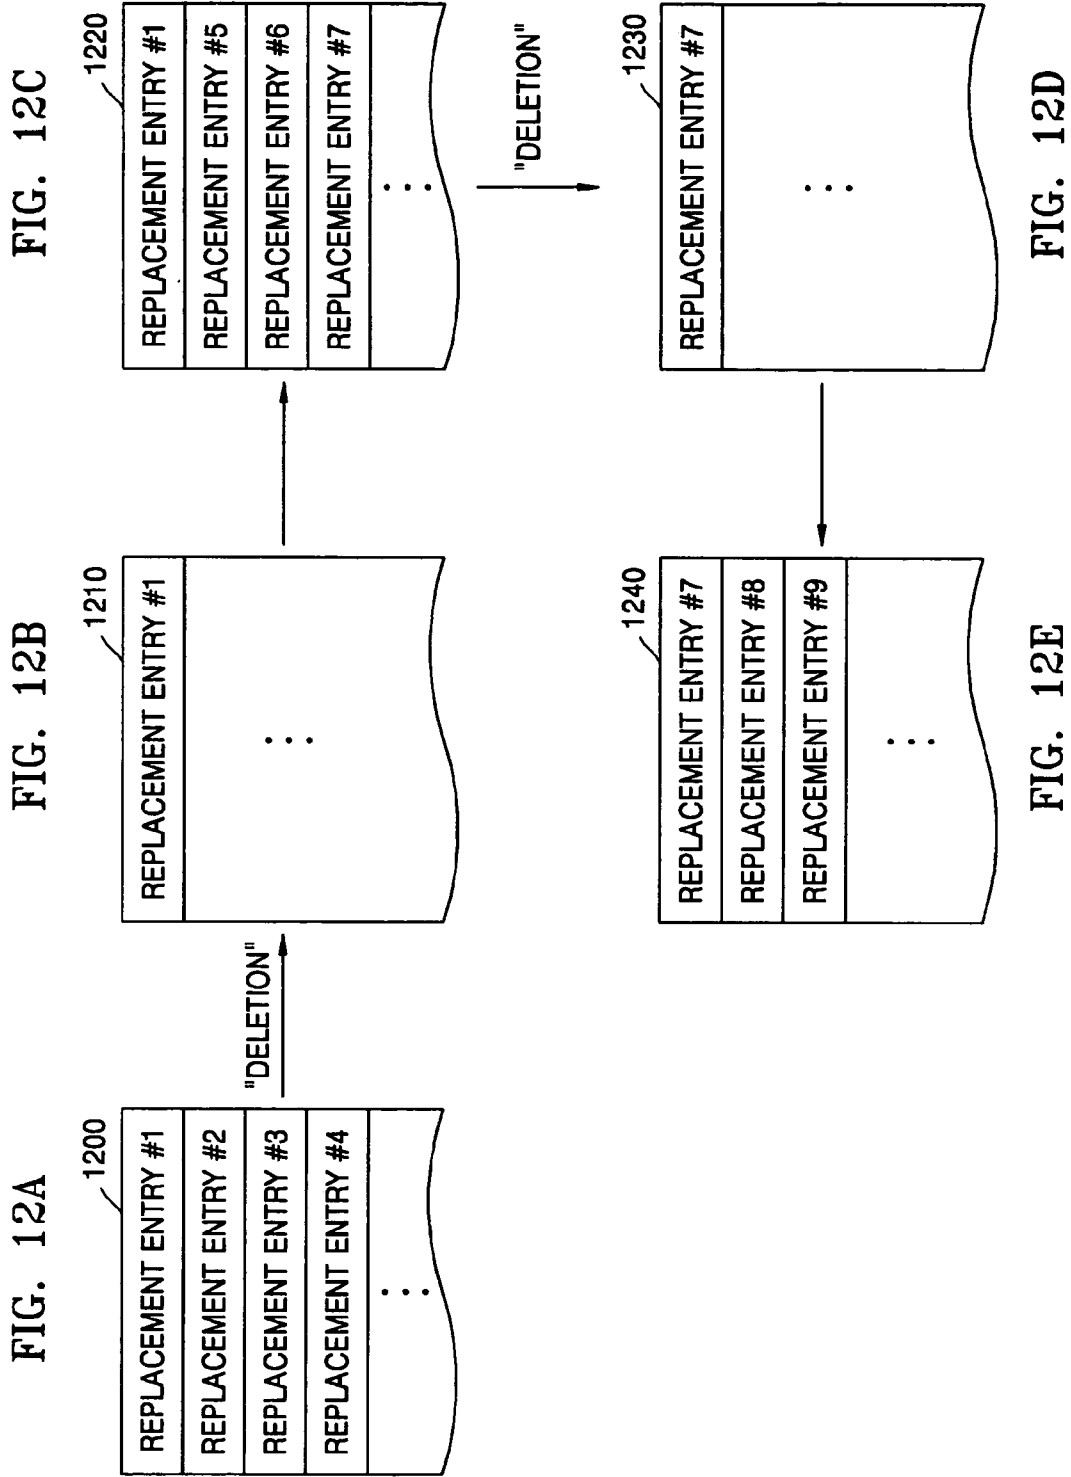 FIG. 12A
1200
REPLACEMENT ENTRY #1
REPLACEMENT ENTRY #2
REPLACEMENT ENTRY #3
REPLACEMENT ENTRY #4
"DELETION"
FIG. 12B
1210
REPLACEMENT ENTRY #1
FIG. 12C
1220
REPLACEMENT ENTRY #1
REPLACEMENT ENTRY #5
REPLACEMENT ENTRY #6
REPLACEMENT ENTRY #7
"DELETION"
1230
REPLACEMENT ENTRY #7
FIG. 12D
1240
REPLACEMENT ENTRY #7
REPLACEMENT ENTRY #8
REPLACEMENT ENTRY #9
FIG. 12E